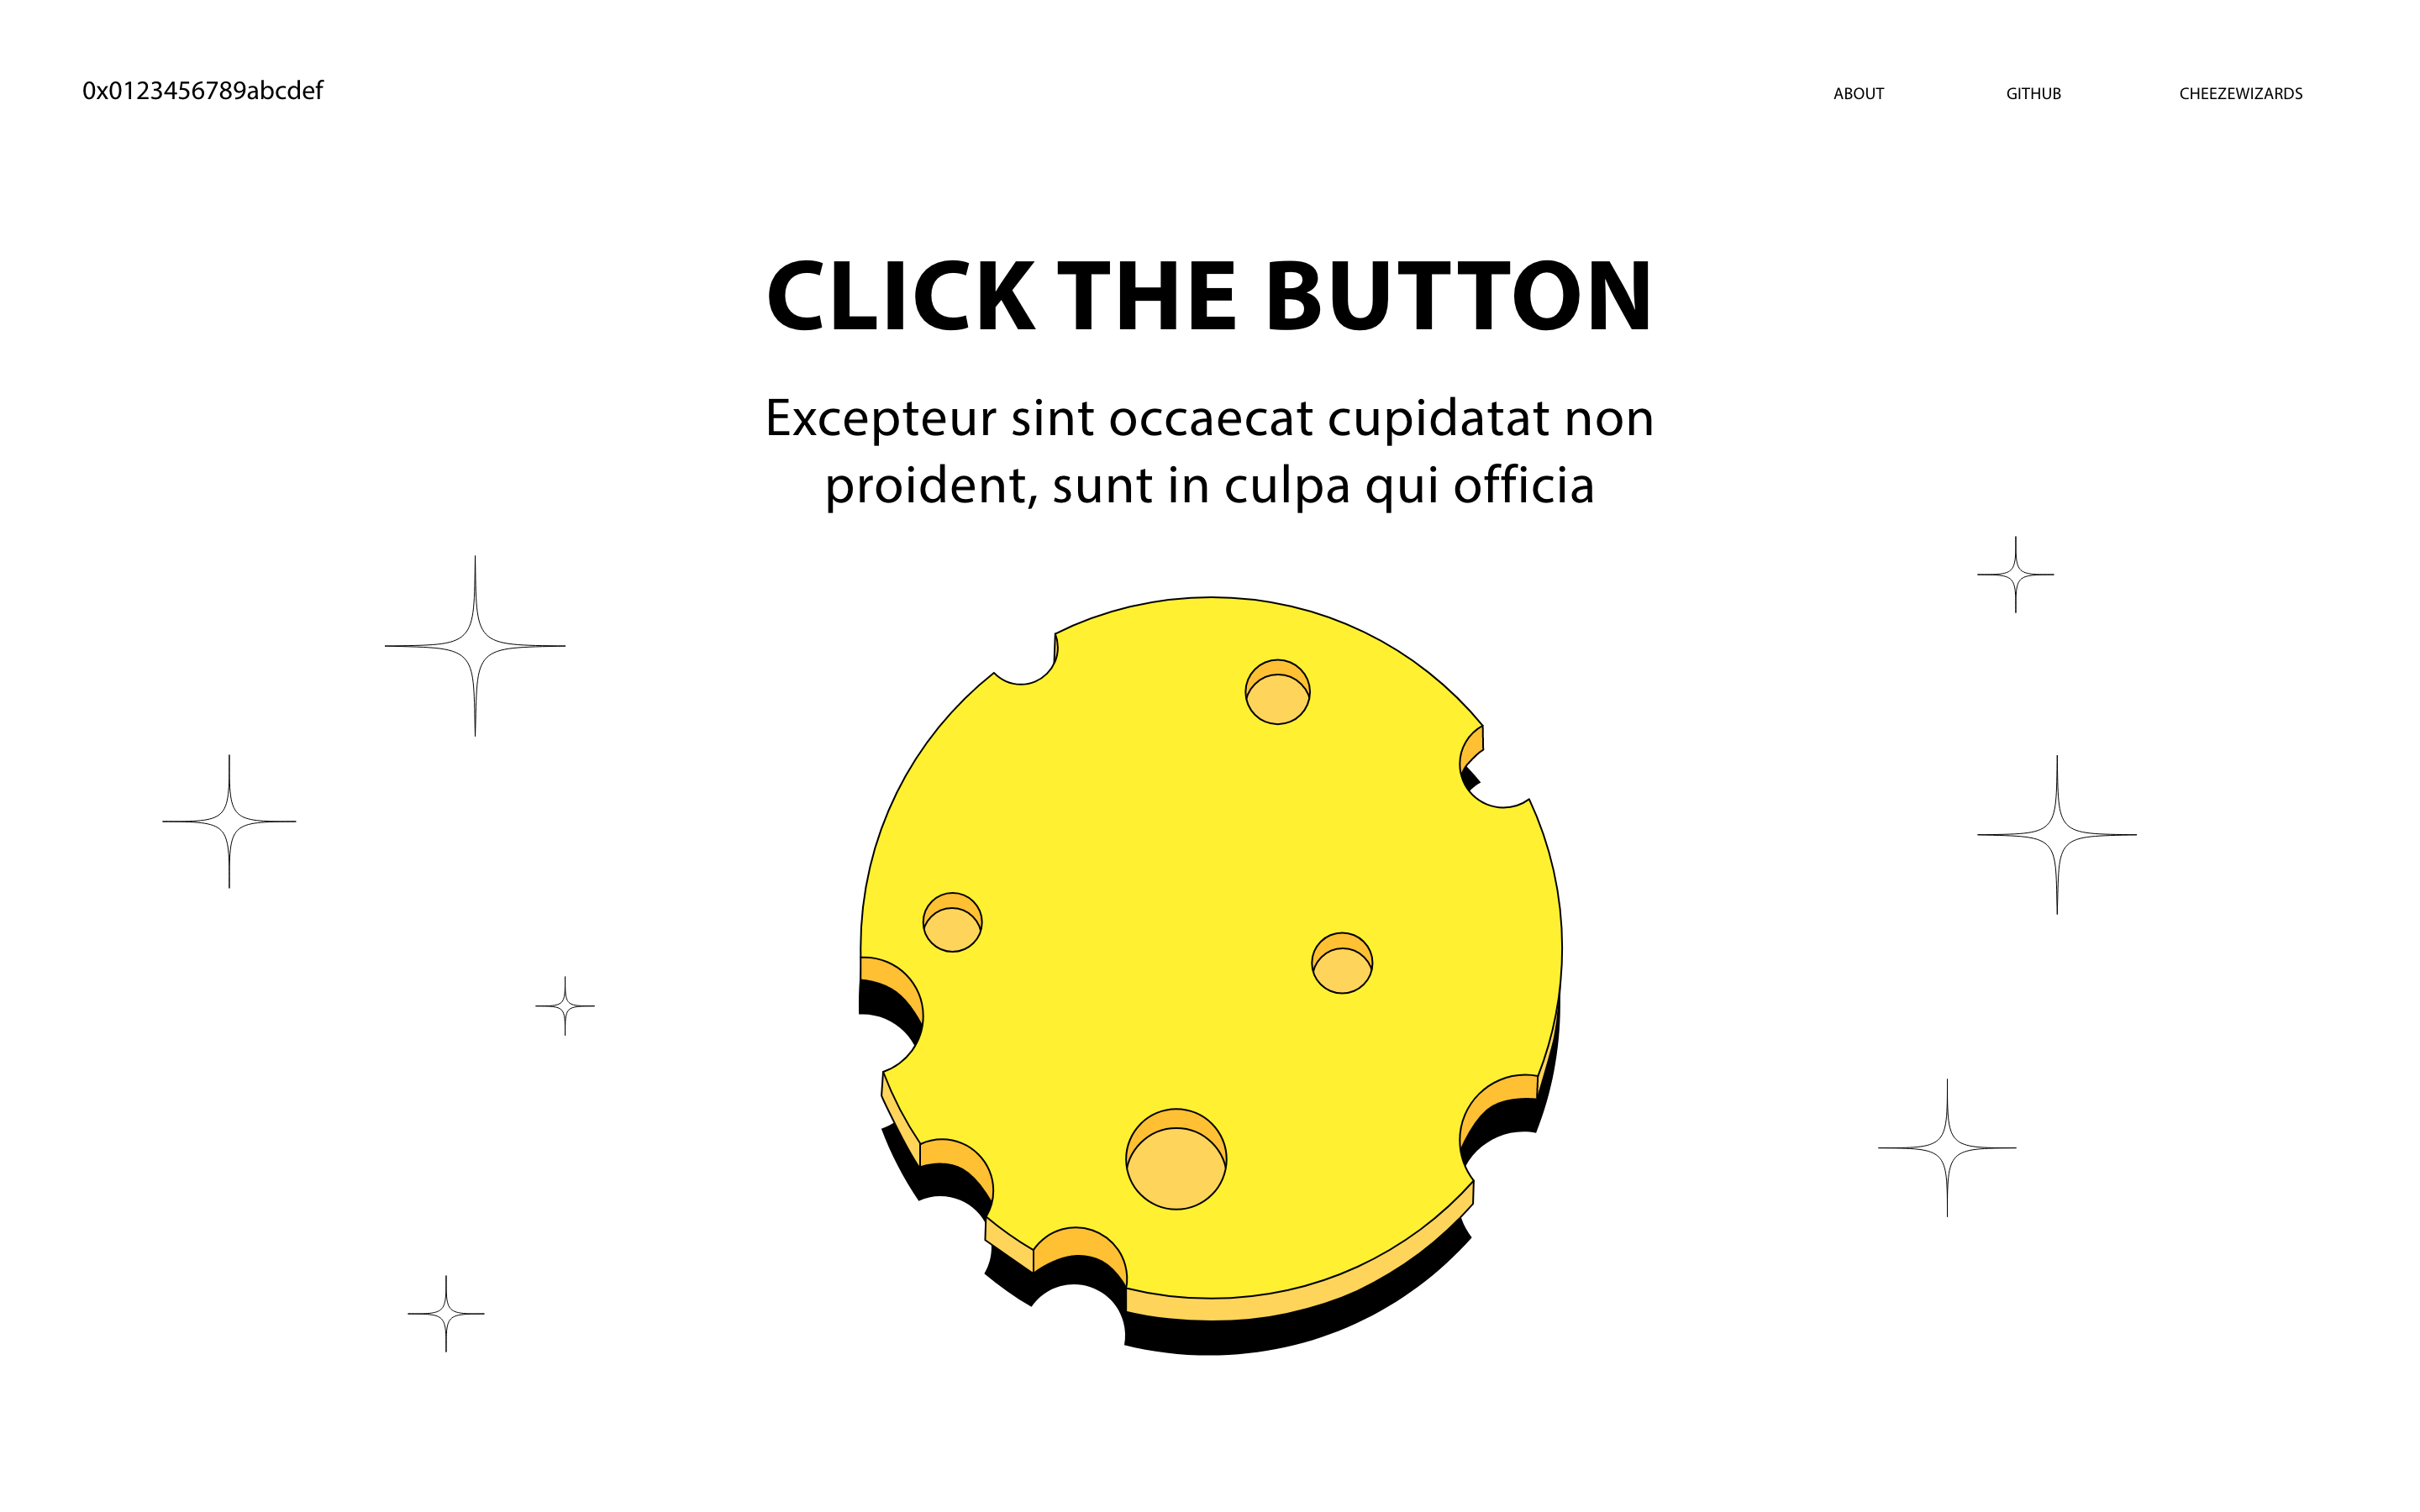 0x0123456789abcdef
ABOUT
GITHUB
CHEEZEWIZARDS
CLICK THE BUTTON
Excepteur sint occaecat cupidatat non
proident, sunt in culpa qui officia